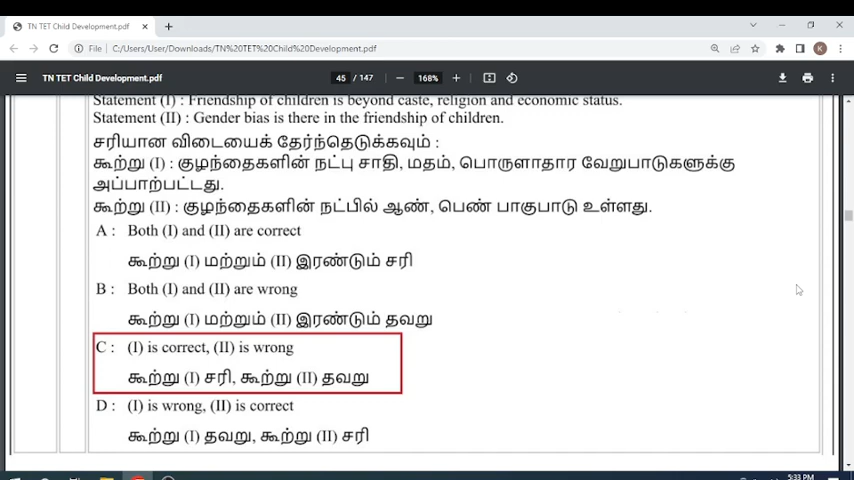 TN TET Child Development.pdf
File | C:/Users/User/Downloads/TN%20TET%20Child%20Development.pdf
K
TN TET Child Development.pdf
45 / 147
168%
Statement (I) : Friendship of children is beyond caste, religion and economic status.
Statement (II) : Gender bias is there in the friendship of children.
சரியான விடையைக் தேர்ந்தெடுக்கவும் :
கூற்று (I) : குழந்தைகளின் நட்பு சாதி, மதம், பொருளாதார வேறுபாடுகளுக்கு
அப்பாற்பட்டது.
கூற்று (II) : குழந்தைகளின் நட்பில் ஆண், பெண் பாகுபாடு உள்ளது.
A : Both (I) and (II) are correct
கூற்று (I) மற்றும் (II) இரண்டும் சரி
B : Both (I) and (II) are wrong
கூற்று (I) மற்றும் (II) இரண்டும் தவறு
C : (I) is correct, (II) is wrong
கூற்று (I) சரி, கூற்று (II) தவறு
D : (I) is wrong, (II) is correct
கூற்று (I) தவறு, கூற்று (II) சரி
5:33 PM